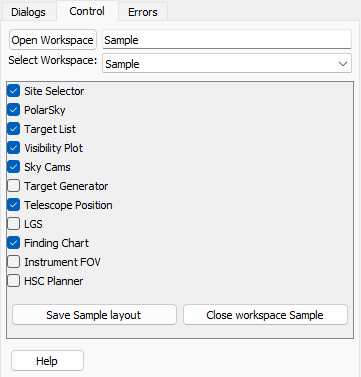 Dialogs Control Errors
Open Workspace Sample
Select Workspace: Sample
Site Selector
PolarSky
Target List
Visibility Plot
Sky Cams
Target Generator
Telescope Position
LGS
Finding Chart
Instrument FOV
HSC Planner
Save Sample layout Close workspace Sample
Help